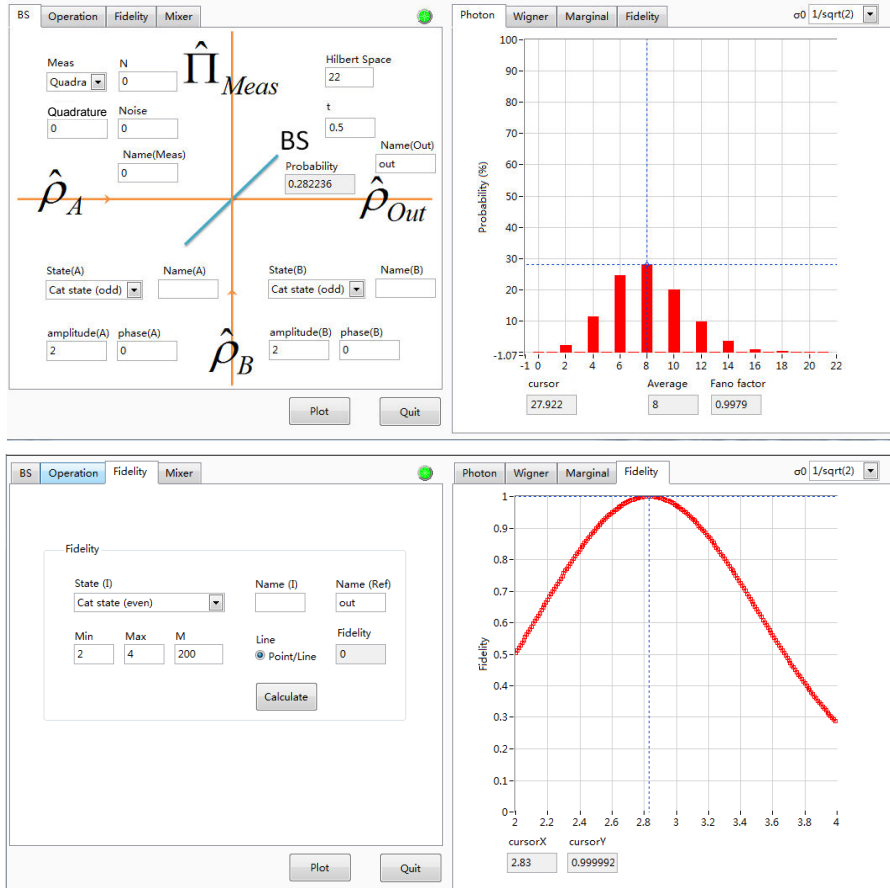 BS Operation Fidelity Mixer
Meas N
Quadra 0
Π̂ Meas
Hilbert Space
22
Quadrature Noise
0 0
t
0.5
Name(Meas)
0
BS
Name(Out)
out
Probability
0.282236
ρ̂ A
ρ̂ Out
State(A) Name(A) State(B) Name(B)
Cat state (odd) Cat state (odd)
amplitude(A) phase(A) amplitude(B) phase(B)
2 0 2 0
ρ̂ B
Plot Quit
Photon Wigner Marginal Fidelity σ0 1/sqrt(2)
100
90
80
70
60
50
40
30
20
10
-1.07
Probability (%)
-1 0 2 4 6 8 10 12 14 16 18 20 22
cursor Average Fano factor
27.922 8 0.9979
BS Operation Fidelity Mixer
Fidelity
State (I) Name (I) Name (Ref)
Cat state (even) out
Min Max M Line Fidelity
2 4 200 Point/Line 0
Calculate
Plot Quit
Photon Wigner Marginal Fidelity σ0 1/sqrt(2)
1
0.9
0.8
0.7
0.6
0.5
0.4
0.3
0.2
0.1
0
Fidelity
2 2.2 2.4 2.6 2.8 3 3.2 3.4 3.6 3.8 4
cursorX cursorY
2.83 0.999992